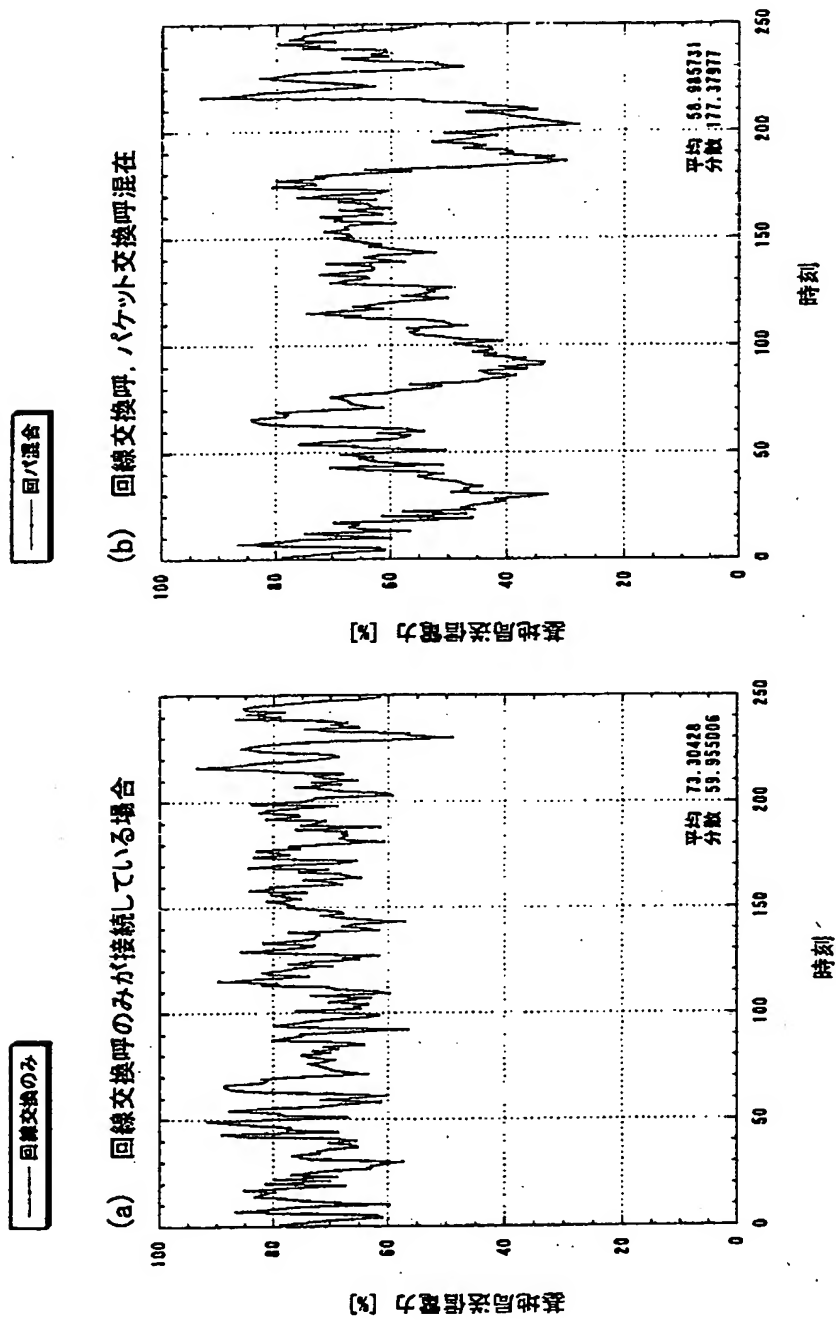 回線交換のみ
(a) 回線交換呼のみが接続している場合
基地局送信電力 [%]
100
80
60
40
20
0
0
50
100
150
200
250
時刻
平均 73.30428
分散 59.955006
回パ混合
(b) 回線交換呼, パケット交換呼混在
基地局送信電力 [%]
100
80
60
40
20
0
0
50
100
150
200
250
時刻
平均 58.985731
分散 177.37977